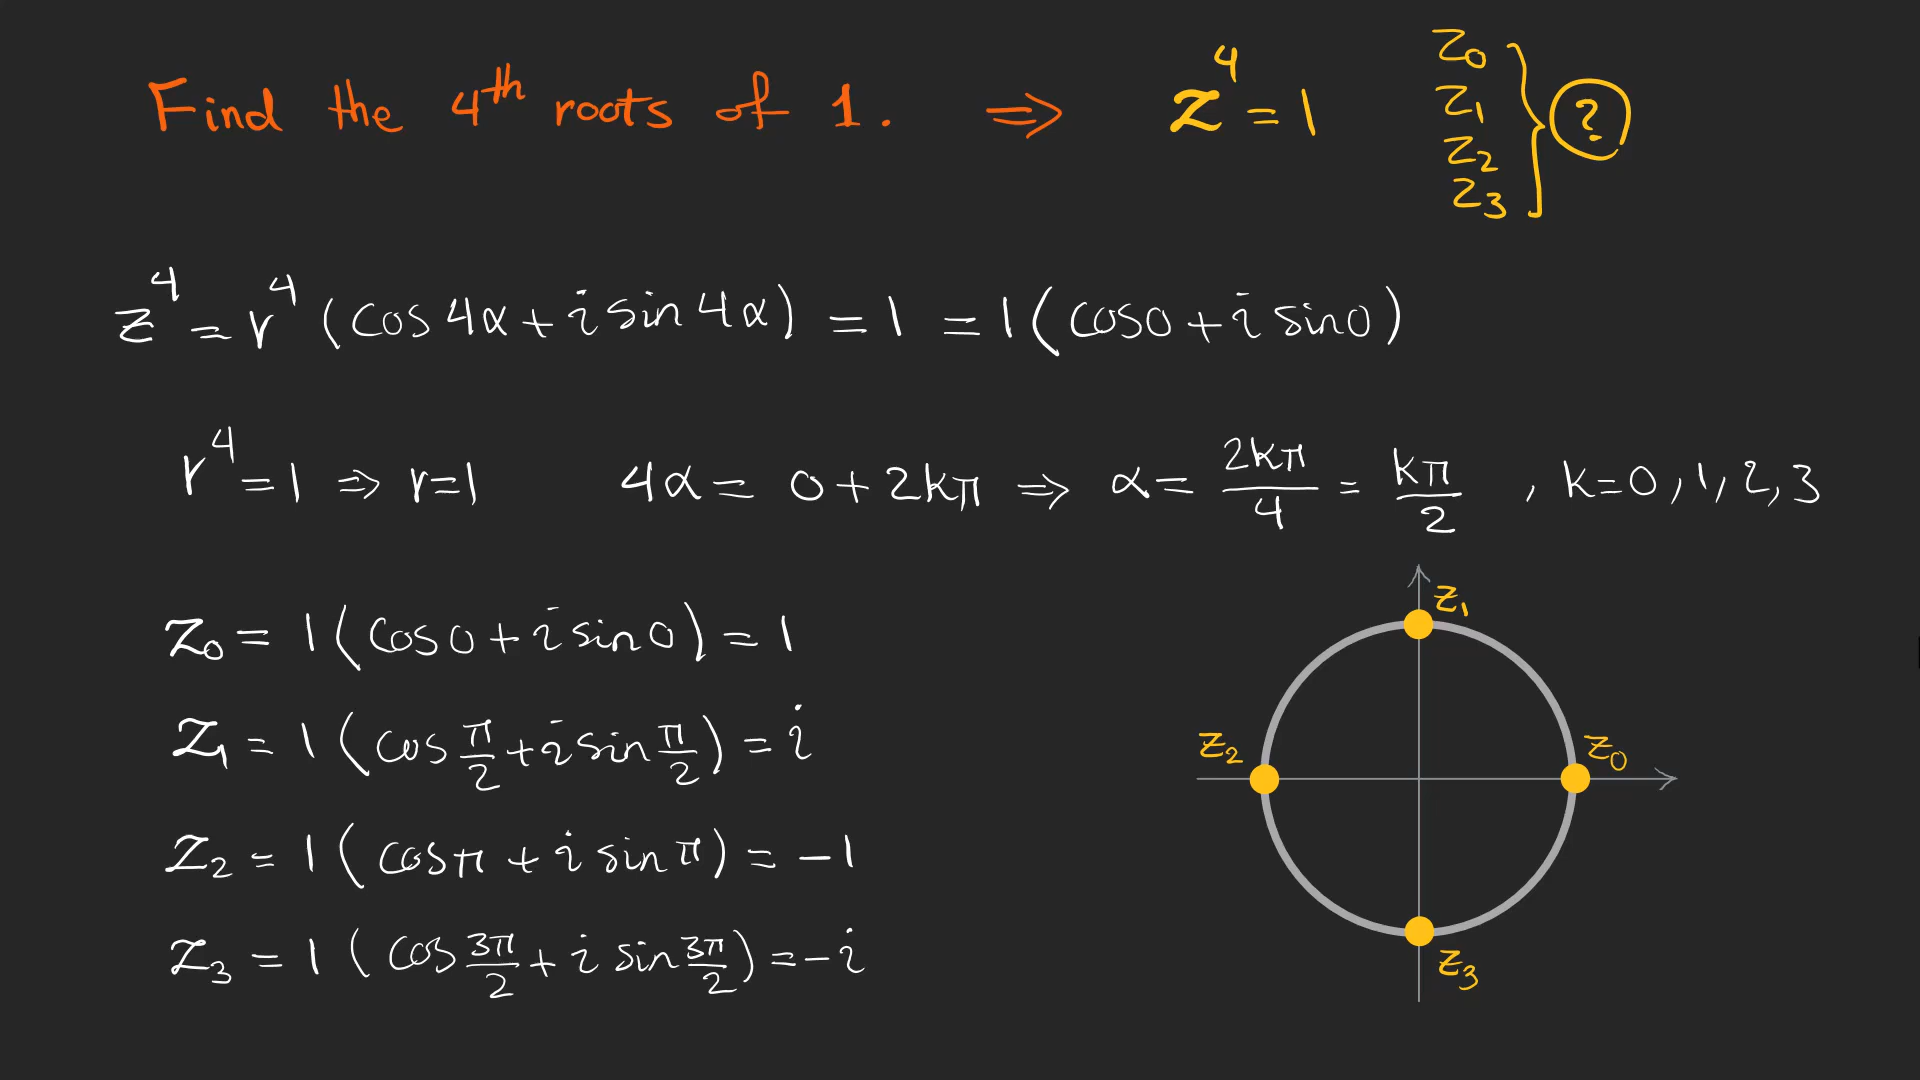 Find the 4th roots of 1. ⇒ z⁴ = 1
z₀
z₁
z₂
z₃
?
z⁴ = r⁴ (cos 4α + i sin 4α) = 1 = 1 (cos 0 + i sin 0)
r⁴ = 1 ⇒ r = 1   4α = 0 + 2kπ ⇒ α = 2kπ/4 = kπ/2 , k = 0, 1, 2, 3
z₀ = 1 (cos 0 + i sin 0) = 1
z₁ = 1 (cos π/2 + i sin π/2) = i
z₂ = 1 (cos π + i sin π) = −1
z₃ = 1 (cos 3π/2 + i sin 3π/2) = −i
z₁
z₂
z₀
z₃